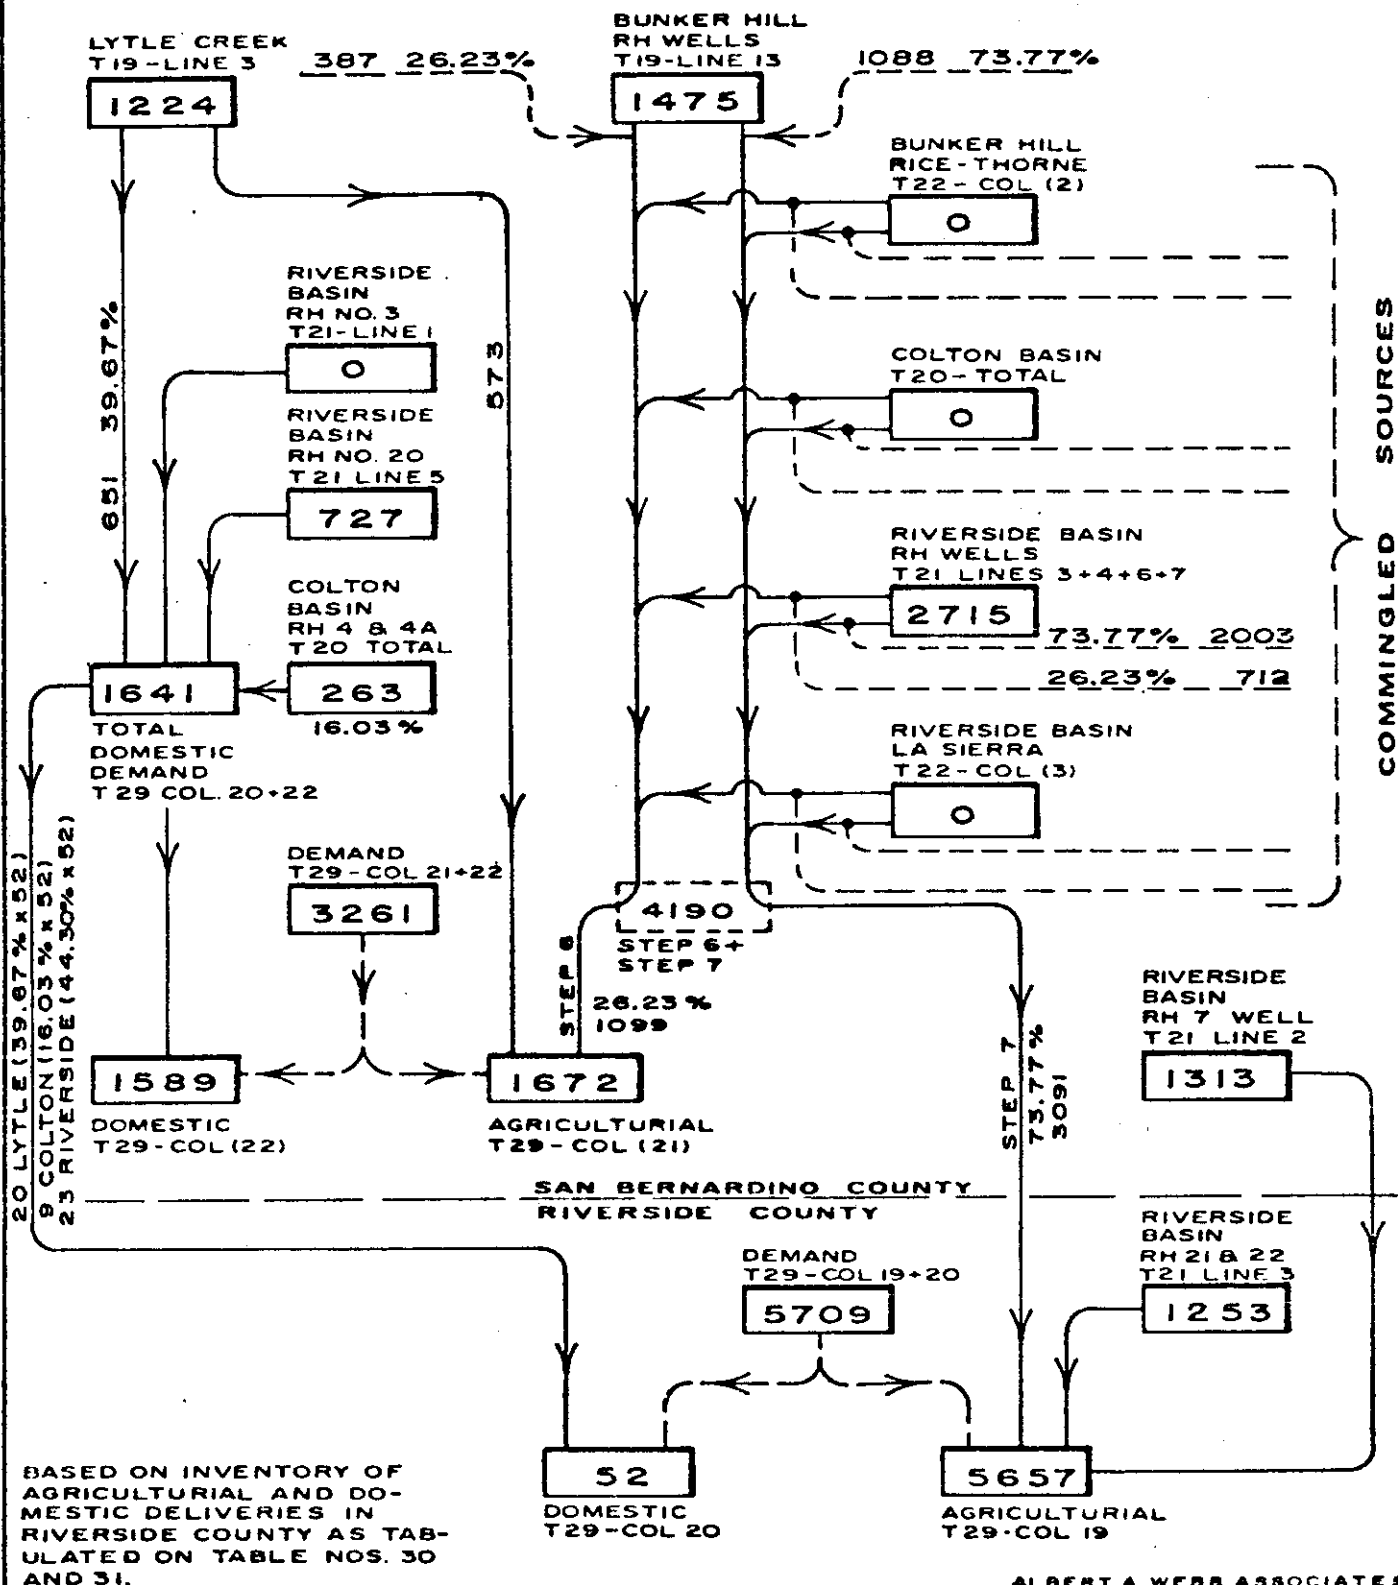 LYTLE CREEK
T19-LINE 3
1224
387 26.23%
BUNKER HILL
RH WELLS
T19-LINE 13
1475
1088 73.77%
BUNKER HILL
RICE-THORNE
T22-COL (2)
0
RIVERSIDE
BASIN
RH NO. 3
T21-LINE 1
0
651 39.67%
573
COLTON BASIN
T20-TOTAL
0
RIVERSIDE
BASIN
RH NO. 20
T21 LINE 5
727
RIVERSIDE BASIN
RH WELLS
T21 LINES 3+4+6+7
2715
73.77% 2003
26.23% 712
COMMINGLED SOURCES
COLTON
BASIN
RH 4 & 4A
T20 TOTAL
263
16.03%
1641
TOTAL
DOMESTIC
DEMAND
T29 COL. 20+22
RIVERSIDE BASIN
LA SIERRA
T22-COL (3)
0
DEMAND
T29-COL 21+22
3261
4190
STEP 6+
STEP 7
STEP 6
26.23%
1099
20 LYTLE (39.67% x 52)
9 COLTON (16.03% x 52)
23 RIVERSIDE (44.30% x 52)
1589
DOMESTIC
T29-COL (22)
1672
AGRICULTURIAL
T29-COL (21)
STEP 7
73.77%
3091
RIVERSIDE
BASIN
RH 7 WELL
T21 LINE 2
1313
SAN BERNARDINO COUNTY
RIVERSIDE COUNTY
RIVERSIDE
BASIN
RH 21 & 22
T21 LINE 3
1253
DEMAND
T29-COL 19+20
5709
52
DOMESTIC
T29-COL 20
5657
AGRICULTURIAL
T29-COL 19
BASED ON INVENTORY OF
AGRICULTURIAL AND DO-
MESTIC DELIVERIES IN
RIVERSIDE COUNTY AS TAB-
ULATED ON TABLE NOS. 30
AND 31.
ALBERT A WEBB ASSOCIATES